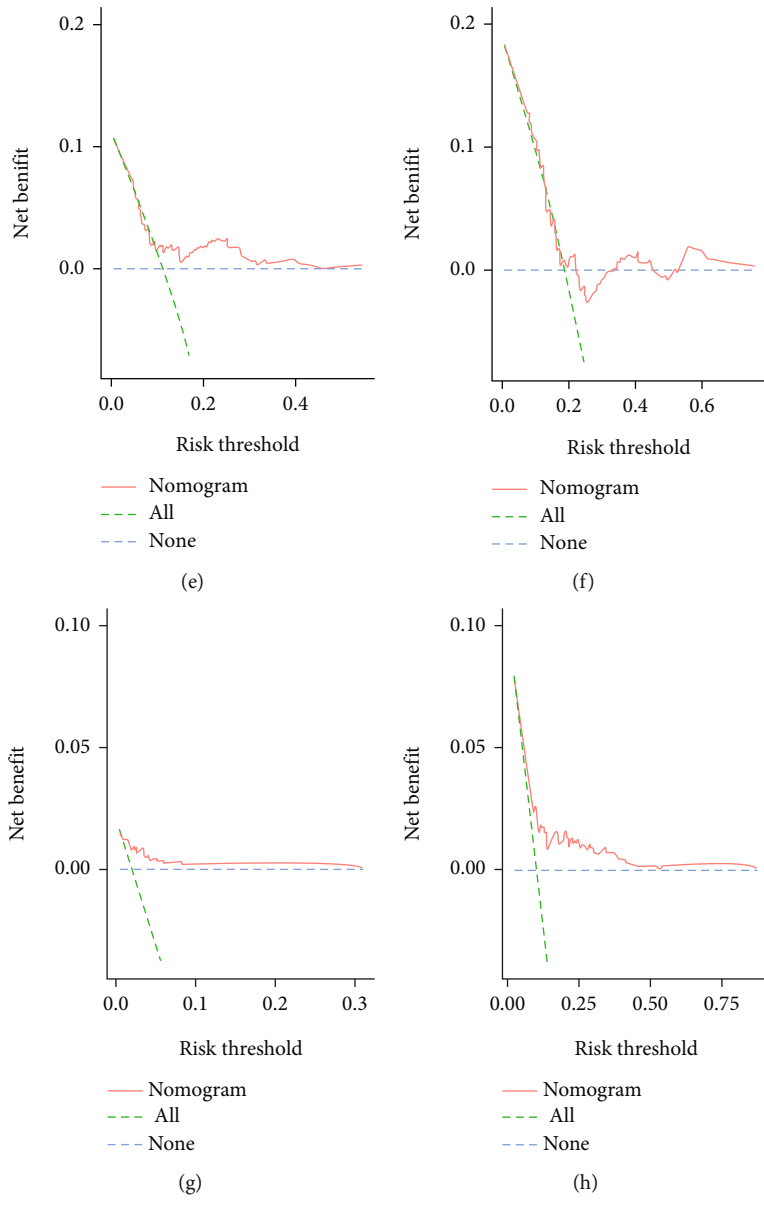 0.2
0.1
0.0
Net benifit
0.0 0.2 0.4
Risk threshold
Nomogram
All
None
(e)
0.2
0.1
0.0
Net benifit
0.0 0.2 0.4 0.6
Risk threshold
Nomogram
All
None
(f)
0.10
0.05
0.00
Net benefit
0.0 0.1 0.2 0.3
Risk threshold
Nomogram
All
None
(g)
0.10
0.05
0.00
Net benefit
0.00 0.25 0.50 0.75
Risk threshold
Nomogram
All
None
(h)